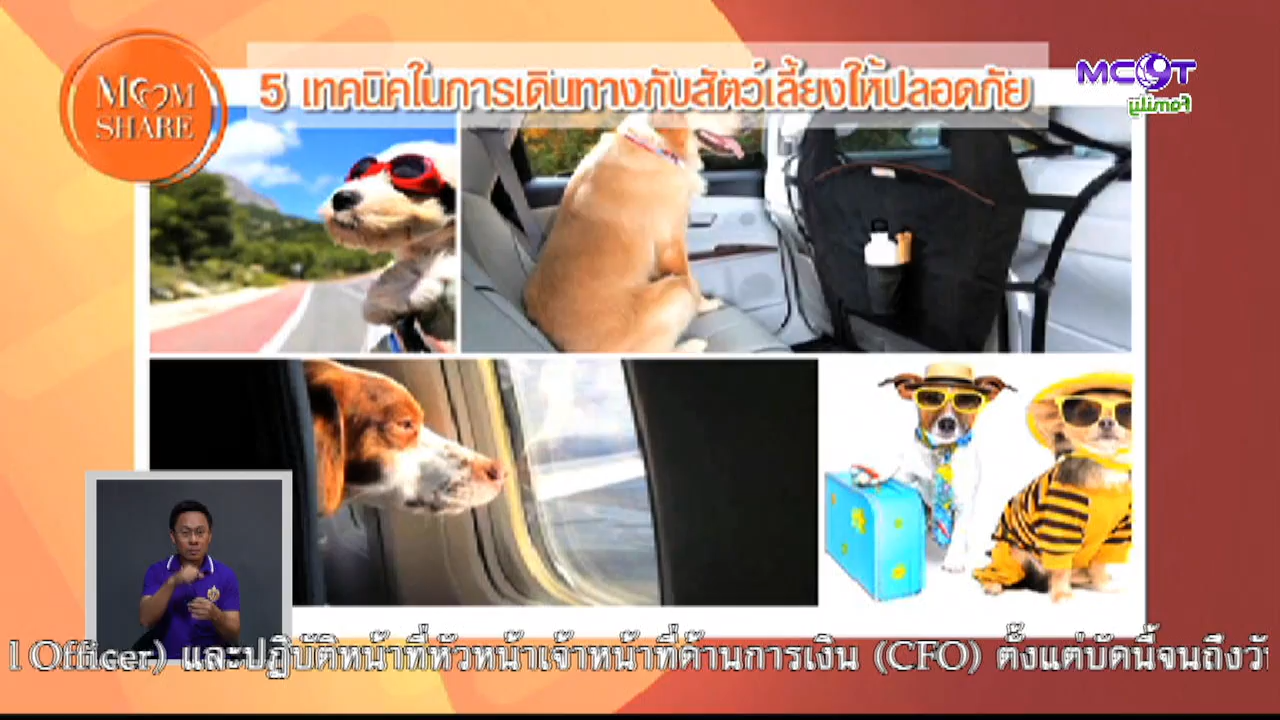 MOM
SHARE
5 เทคนิคในการเดินทางกับสัตว์เลี้ยงให้ปลอดภัย
MCOT
Family
l Officer) และปฏิบัติหน้าที่หัวหน้าเจ้าหน้าที่ด้านการเงิน (CFO) ตั้งแต่บัดนี้จนถึงวั